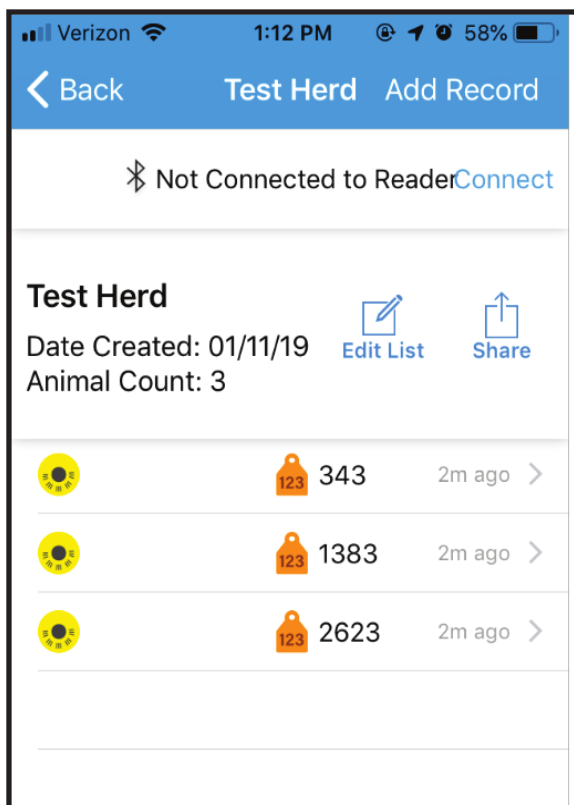 Verizon 1:12 PM 58%
Back Test Herd Add Record
Not Connected to Reader Connect
Test Herd
Date Created: 01/11/19
Animal Count: 3
Edit List Share
123 343 2m ago
123 1383 2m ago
123 2623 2m ago